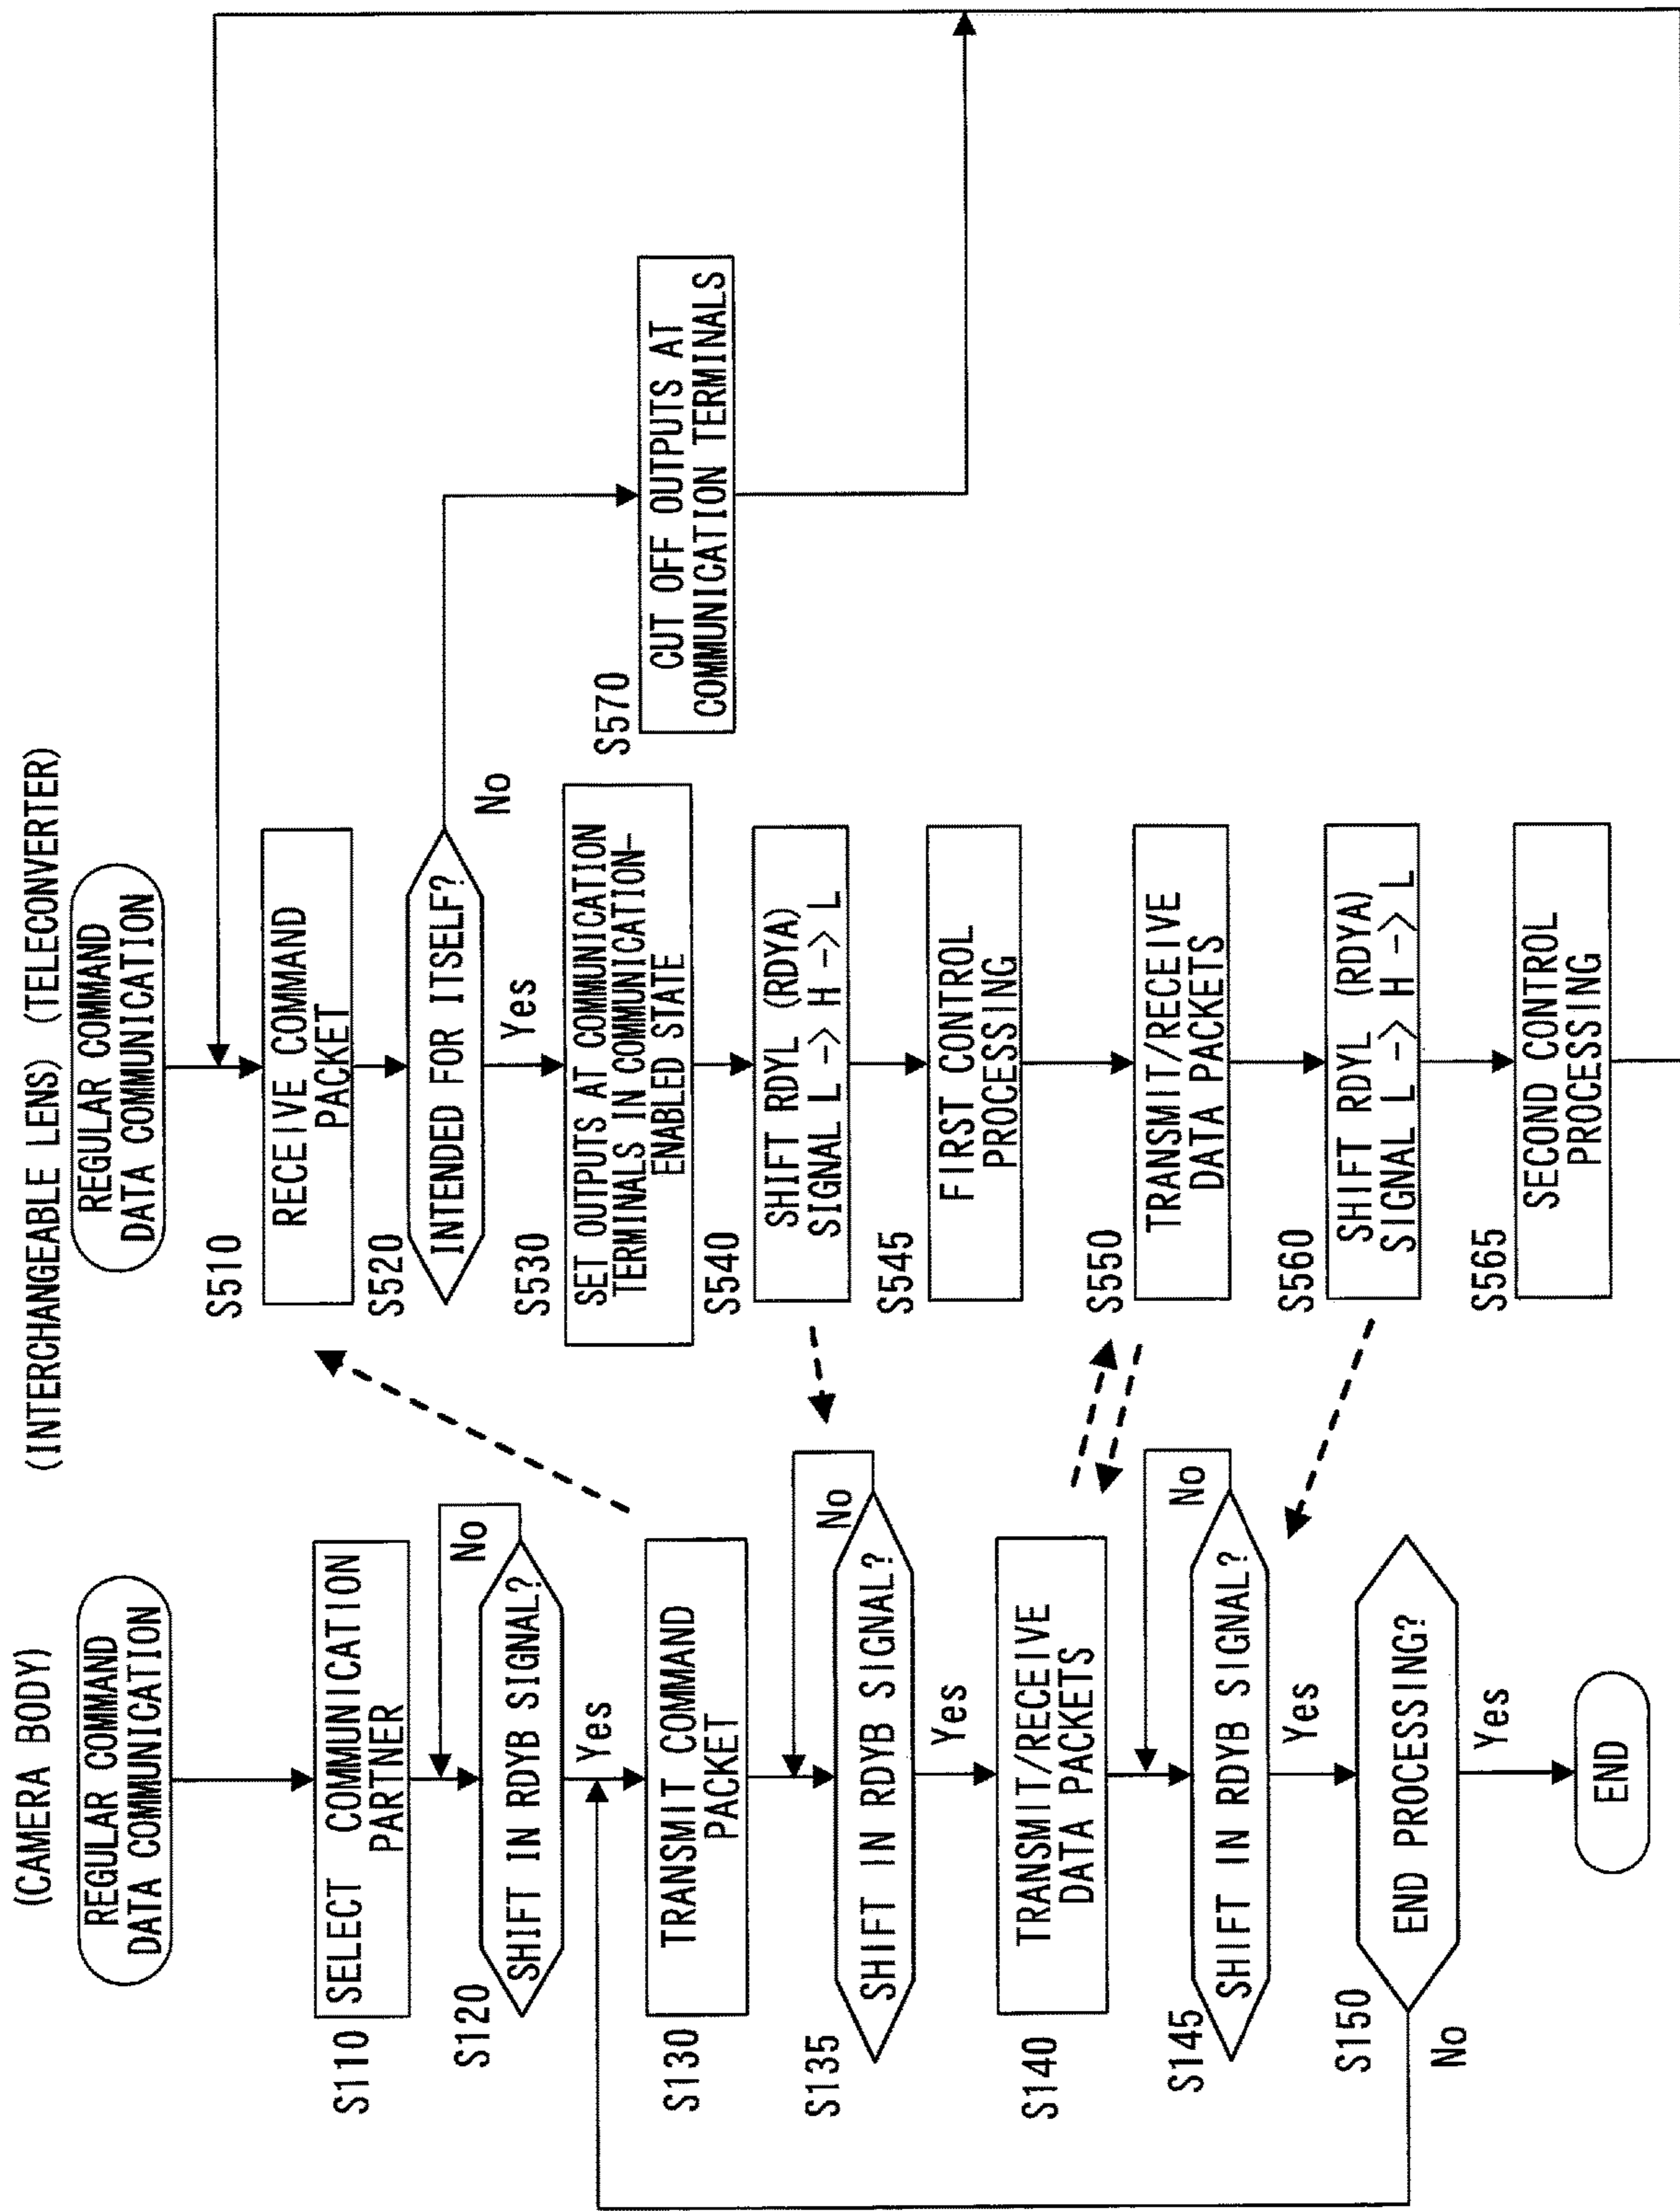 (CAMERA BODY)
REGULAR COMMAND
DATA COMMUNICATION
S110
SELECT COMMUNICATION
PARTNER
S120
SHIFT IN RDYB SIGNAL?
No
Yes
S130
TRANSMIT COMMAND
PACKET
S135
SHIFT IN RDYB SIGNAL?
No
Yes
S140
TRANSMIT/RECEIVE
DATA PACKETS
S145
SHIFT IN RDYB SIGNAL?
No
Yes
S150
END PROCESSING?
No
Yes
END
(INTERCHANGEABLE LENS) (TELECONVERTER)
REGULAR COMMAND
DATA COMMUNICATION
S510
RECEIVE COMMAND
PACKET
S520
INTENDED FOR ITSELF?
No
Yes
S530
SET OUTPUTS AT COMMUNICATION
TERMINALS IN COMMUNICATION-
ENABLED STATE
S540
SHIFT RDYL (RDYA)
SIGNAL L -> H -> L
S545
FIRST CONTROL
PROCESSING
S550
TRANSMIT/RECEIVE
DATA PACKETS
S560
SHIFT RDYL (RDYA)
SIGNAL L -> H -> L
S565
SECOND CONTROL
PROCESSING
S570
CUT OFF OUTPUTS AT
COMMUNICATION TERMINALS